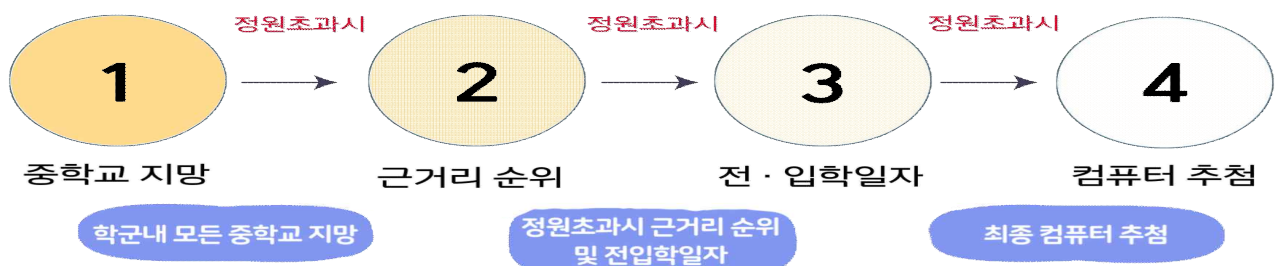 정원초과시 정원초과시 정원초과시
1 2 3 4
중학교 지망 근거리 순위 전 · 입학일자 컴퓨터 추첨
학군내 모든 중학교 지망
정원초과시 근거리 순위
및 전입학일자
최종 컴퓨터 추첨